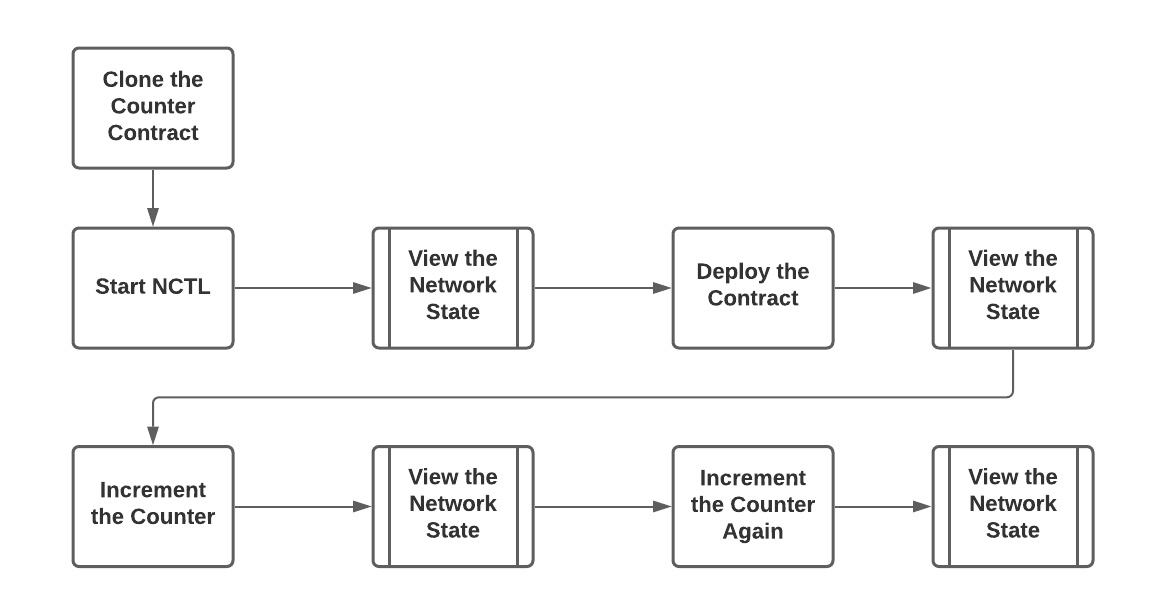 Clone the
Counter
Contract
Start NCTL
View the
Network
State
Deploy the
Contract
View the
Network
State
Increment
the Counter
View the
Network
State
Increment
the Counter
Again
View the
Network
State